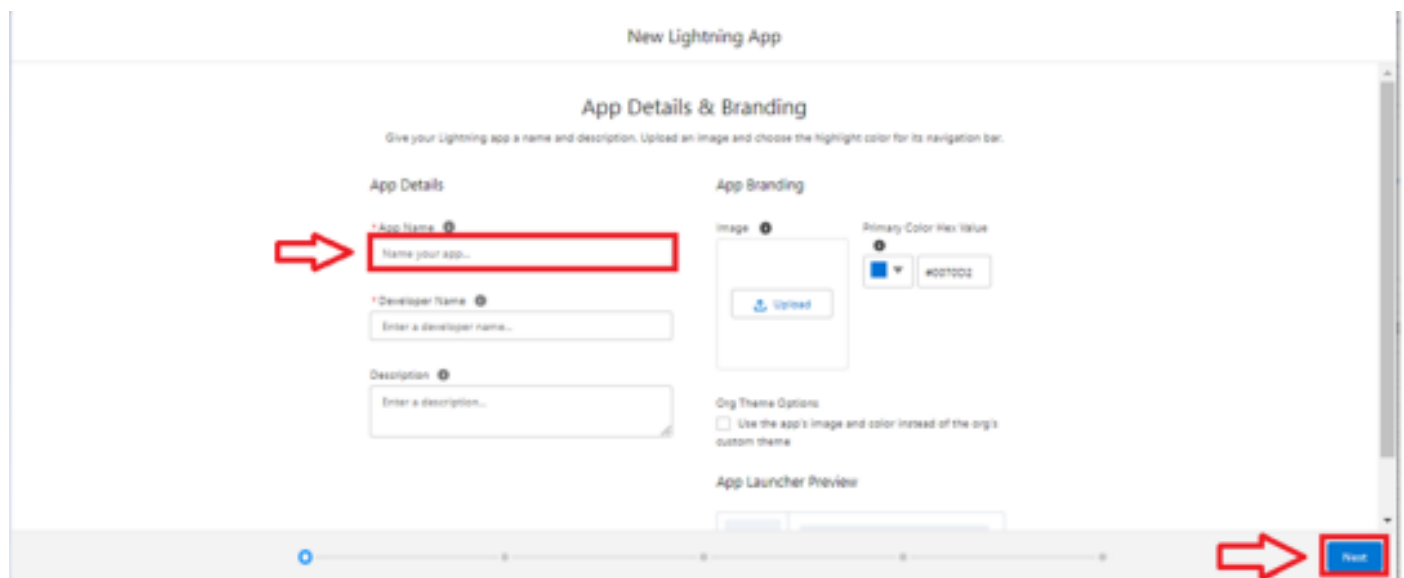 New Lightning App
App Details & Branding
Give your Lightning app a name and description. Upload an image and choose the highlight color for its navigation bar.
App Details
*App Name
Name your app...
*Developer Name
Enter a developer name...
Description
Enter a description...
App Branding
Image
Upload
Primary Color Hex Value
#0070D2
Org Theme Options
Use the app's image and color instead of the org's
custom theme
App Launcher Preview
Next